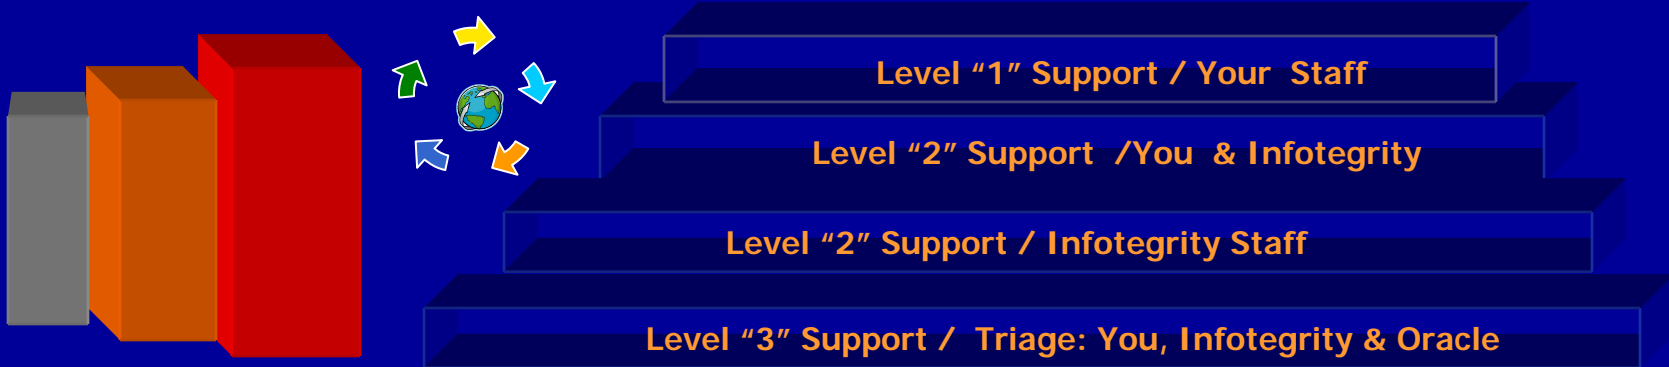 Level “1” Support / Your Staff
Level “2” Support /You & Infotegrity
Level “2” Support / Infotegrity Staff
Level “3” Support / Triage: You, Infotegrity & Oracle